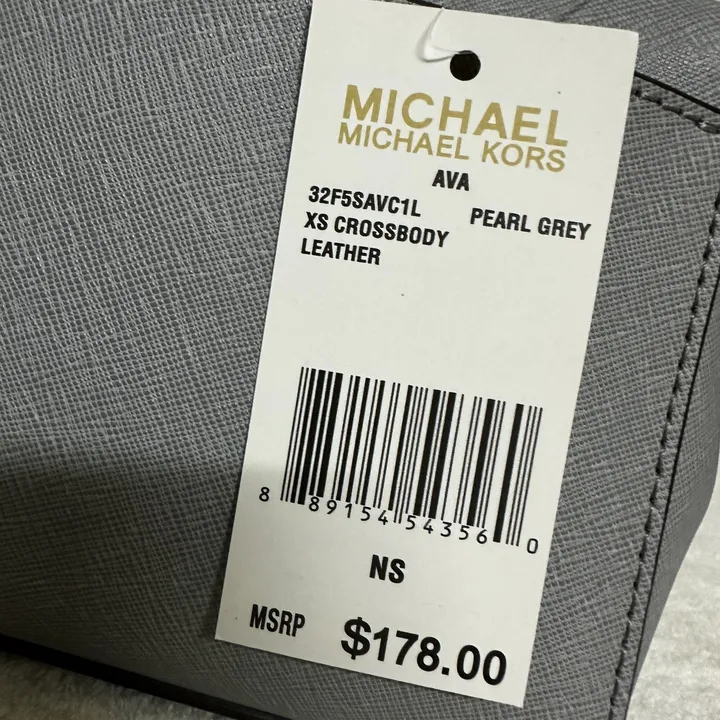 MICHAEL
MICHAEL KORS
AVA
32F5SAVC1L PEARL GREY
XS CROSSBODY
LEATHER
8 89154 54356 0
NS
MSRP $178.00